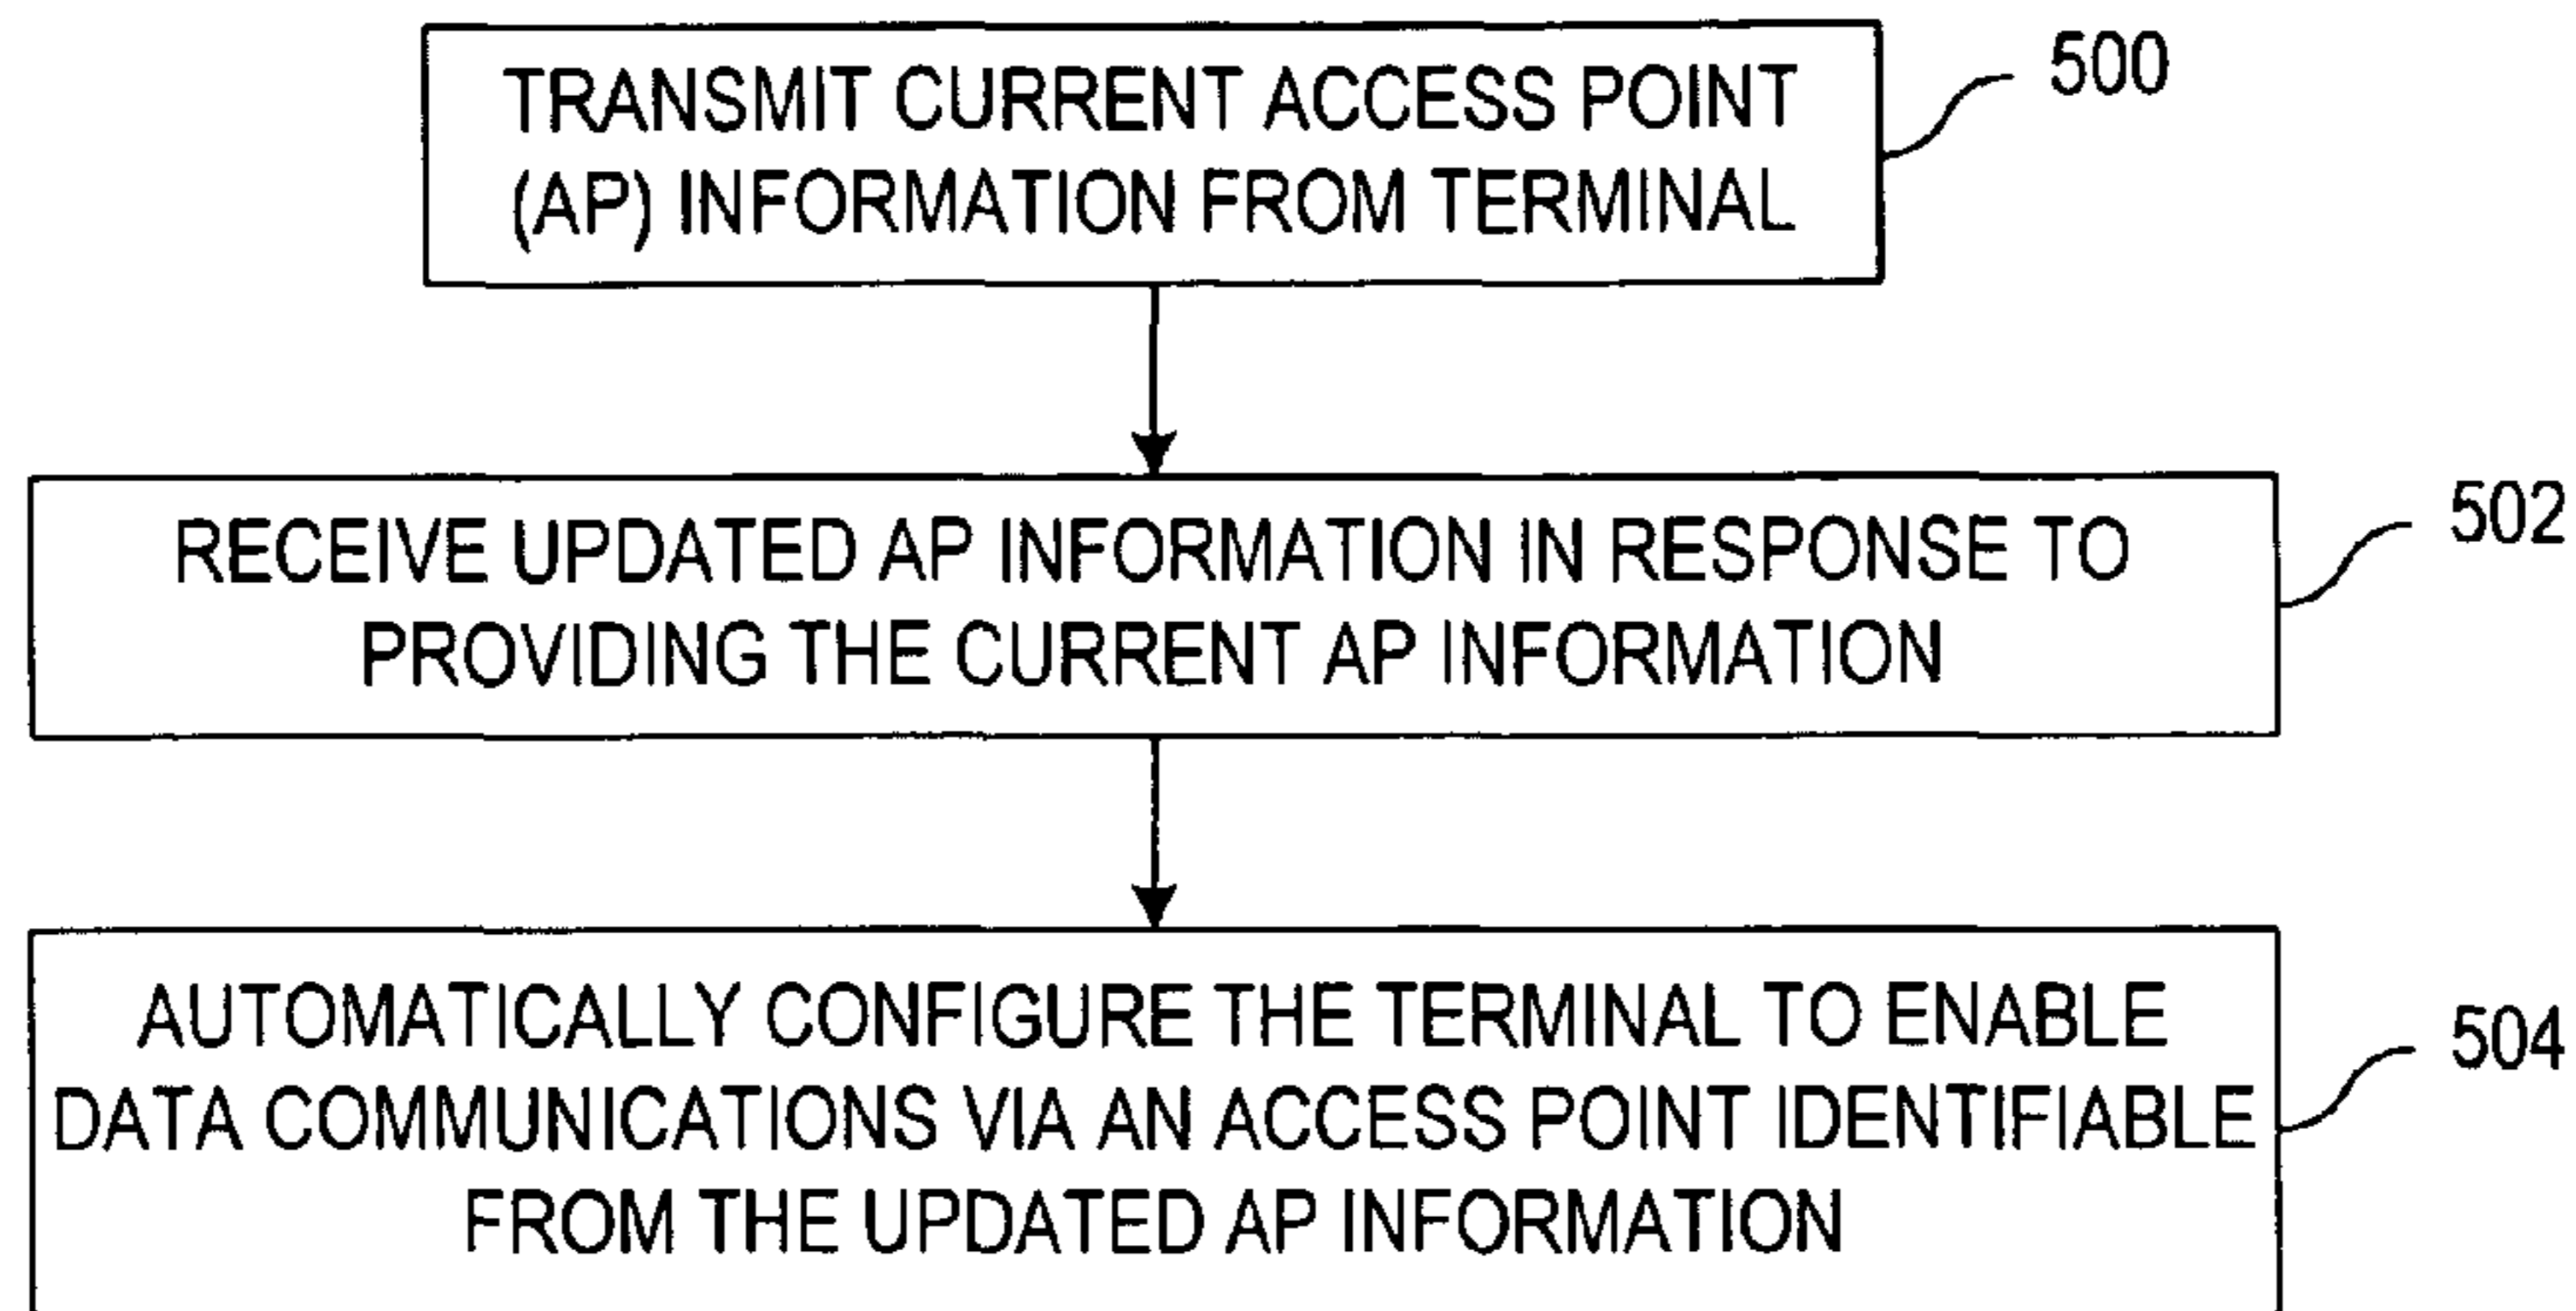 TRANSMIT CURRENT ACCESS POINT
(AP) INFORMATION FROM TERMINAL
500
RECEIVE UPDATED AP INFORMATION IN RESPONSE TO
PROVIDING THE CURRENT AP INFORMATION
502
AUTOMATICALLY CONFIGURE THE TERMINAL TO ENABLE
DATA COMMUNICATIONS VIA AN ACCESS POINT IDENTIFIABLE
FROM THE UPDATED AP INFORMATION
504